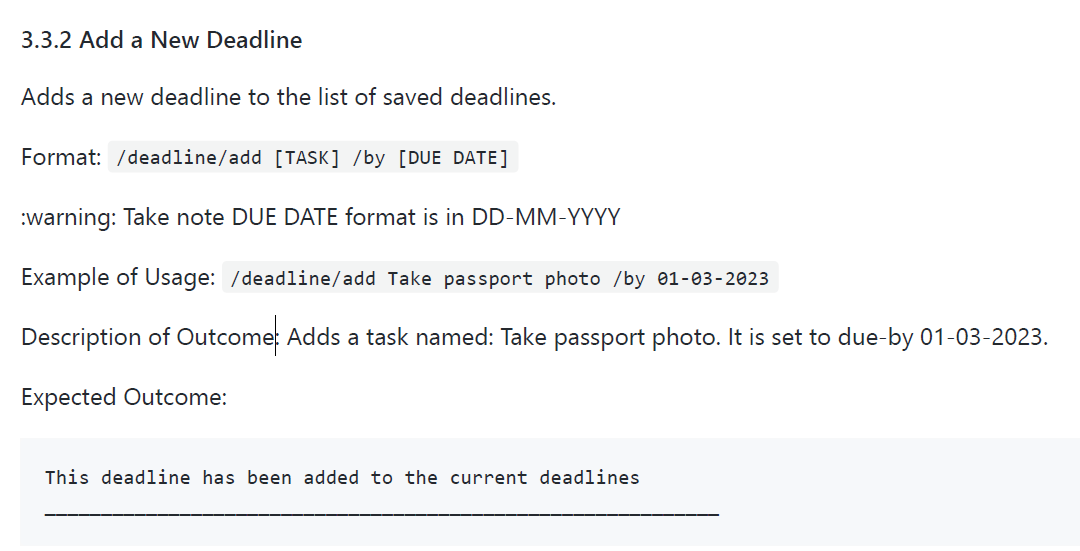 3.3.2 Add a New Deadline
Adds a new deadline to the list of saved deadlines.
Format: /deadline/add [TASK] /by [DUE DATE]
:warning: Take note DUE DATE format is in DD-MM-YYYY
Example of Usage: /deadline/add Take passport photo /by 01-03-2023
Description of Outcome: Adds a task named: Take passport photo. It is set to due-by 01-03-2023.
Expected Outcome:
This deadline has been added to the current deadlines
____________________________________________________________